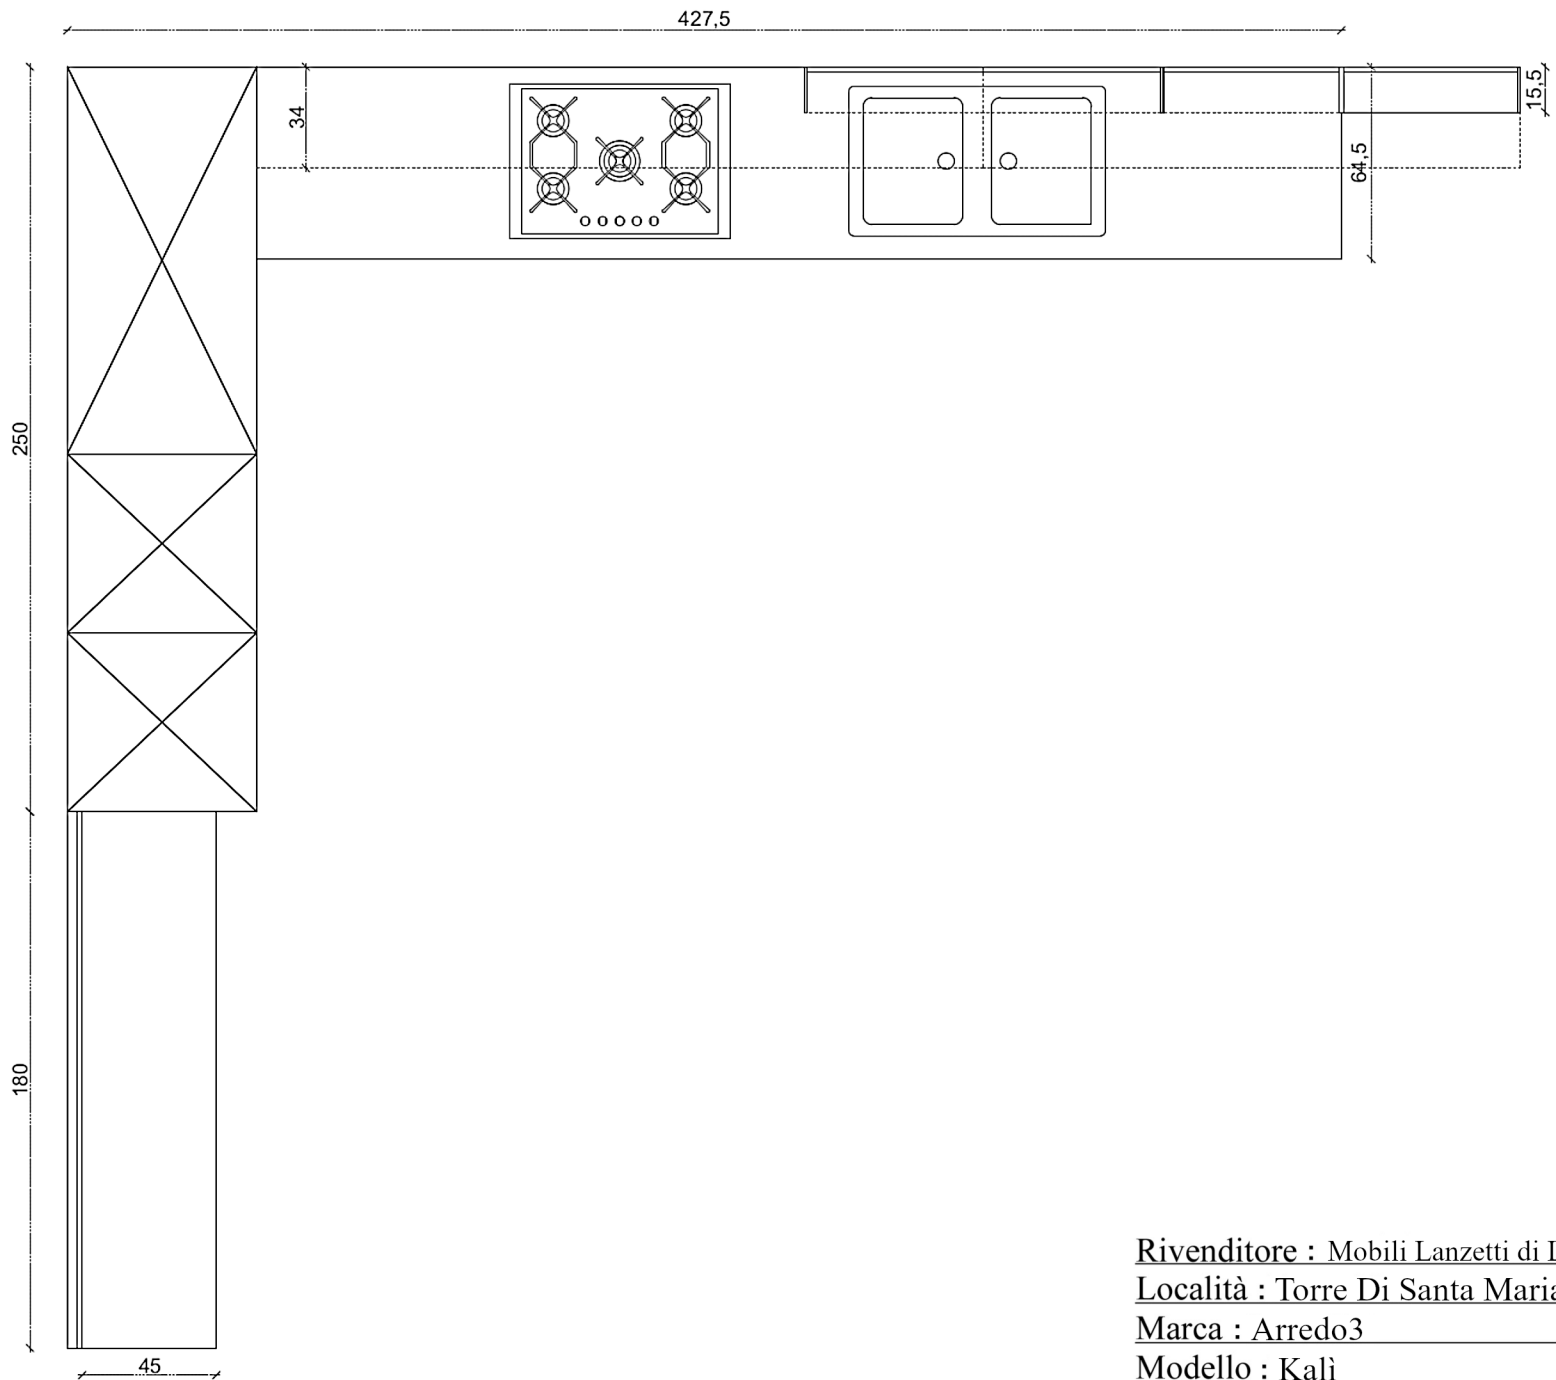 427,5
34
64,5
15,5
250
180
45
Rivenditore : Mobili Lanzetti di
Località : Torre Di Santa Maria
Marca : Arredo3
Modello : Kalì